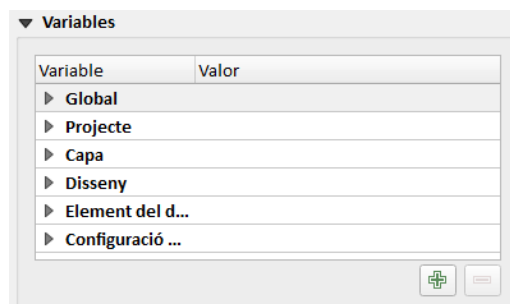 Variables
Variable Valor
Global
Projecte
Capa
Disseny
Element del d...
Configuració ...